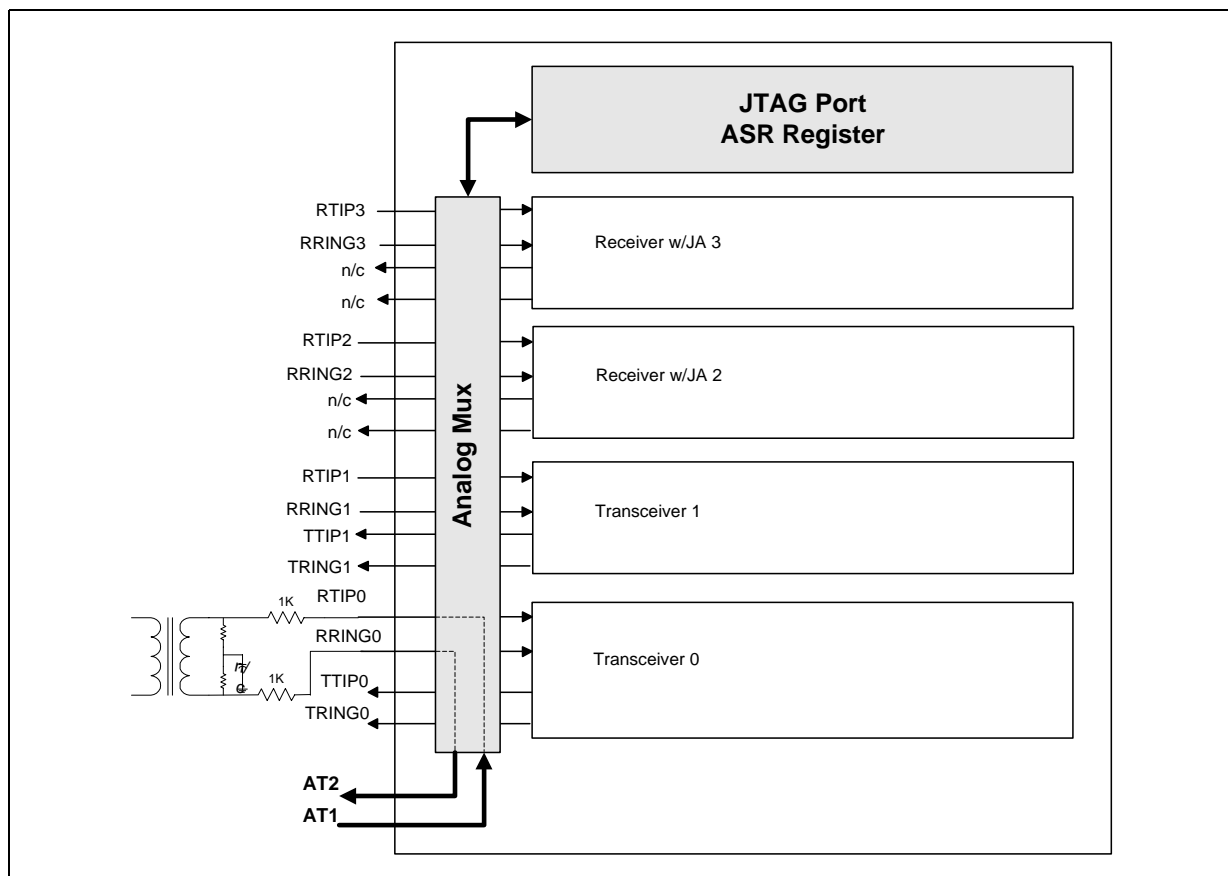 JTAG Port
ASR Register
RTIP3
RRING3
n/c
n/c
Receiver w/JA 3
RTIP2
RRING2
n/c
n/c
Receiver w/JA 2
Analog Mux
RTIP1
RRING1
TTIP1
TRING1
Transceiver 1
RTIP0
1K
RRING0
1K
TTIP0
TRING0
Transceiver 0
AT2
AT1